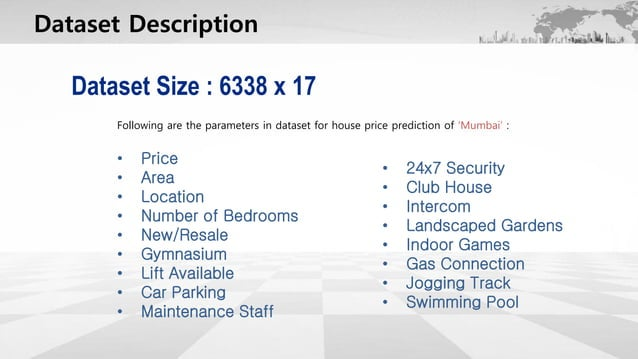 Dataset Description
Dataset Size : 6338 x 17
Following are the parameters in dataset for house price prediction of ‘Mumbai’ :
• Price
• Area
• Location
• Number of Bedrooms
• New/Resale
• Gymnasium
• Lift Available
• Car Parking
• Maintenance Staff
• 24x7 Security
• Club House
• Intercom
• Landscaped Gardens
• Indoor Games
• Gas Connection
• Jogging Track
• Swimming Pool